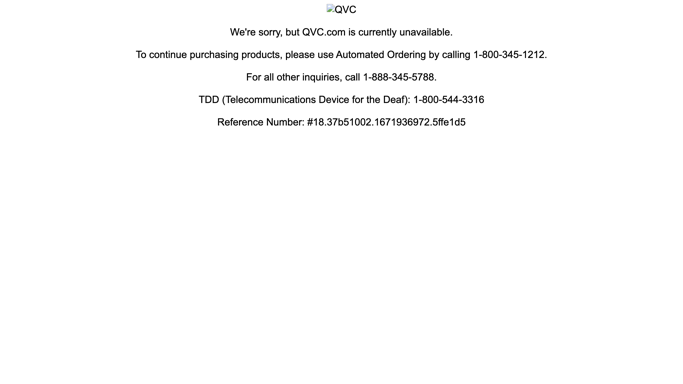 QVC
We're sorry, but QVC.com is currently unavailable.
To continue purchasing products, please use Automated Ordering by calling 1-800-345-1212.
For all other inquiries, call 1-888-345-5788.
TDD (Telecommunications Device for the Deaf): 1-800-544-3316
Reference Number: #18.37b51002.1671936972.5ffe1d5